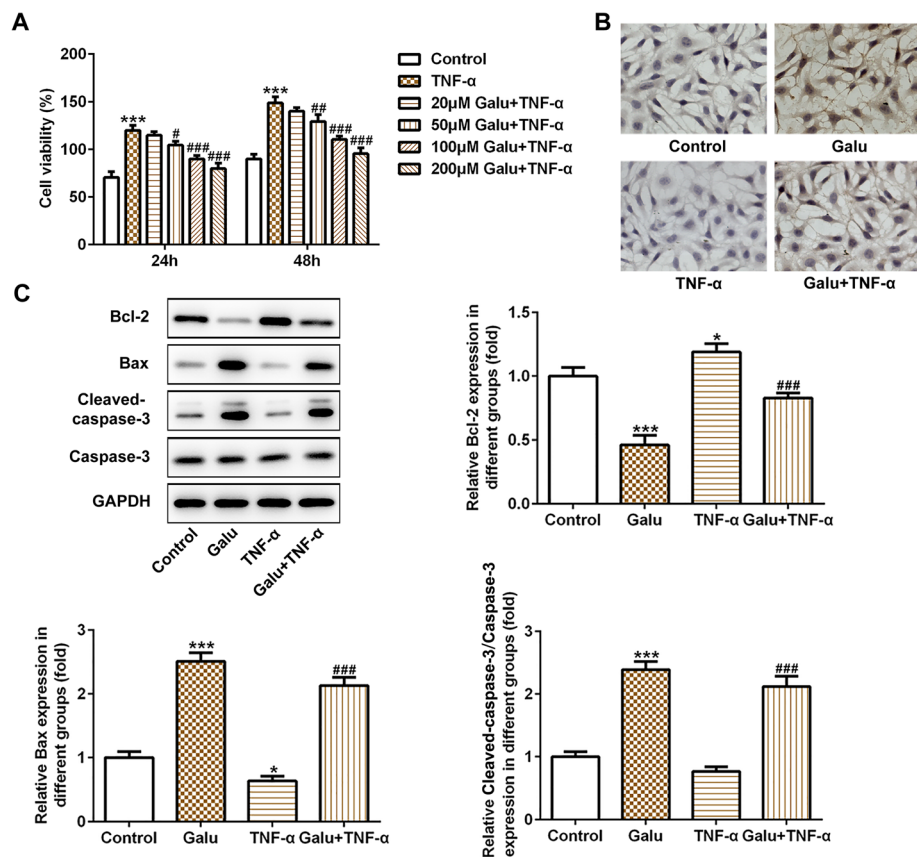 A
Cell viability (%)
200
150
100
50
0
***
#
###
###
***
##
###
###
24h
48h
Control
TNF-α
20μM Galu+TNF-α
50μM Galu+TNF-α
100μM Galu+TNF-α
200μM Galu+TNF-α
B
Control
Galu
TNF-α
Galu+TNF-α
C
Bcl-2
Bax
Cleaved-
caspase-3
Caspase-3
GAPDH
Control
Galu
TNF-α
Galu+TNF-α
Relative Bcl-2 expression in
different groups (fold)
1.5
1.0
0.5
0.0
***
*
###
Control
Galu
TNF-α
Galu+TNF-α
Relative Bax expression in
different groups (fold)
3
2
1
0
***
*
###
Control
Galu
TNF-α
Galu+TNF-α
Relative Cleaved-caspase-3/Caspase-3
expression in different groups (fold)
3
2
1
0
***
###
Control
Galu
TNF-α
Galu+TNF-α